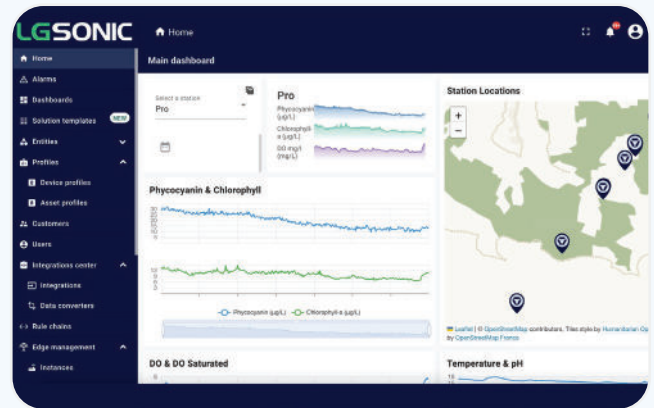 LGSONIC
Home
Home
Alarms
Dashboards
Solution templates
NEW
Entities
Profiles
Device profiles
Asset profiles
Customers
Users
Integrations center
Integrations
Data converters
Rule chains
Edge management
Instances
Main dashboard
Select a station
Pro
Pro
Phycocyanin
(µg/L)
Chlorophyll-
a (µg/L)
DO mg/l
(mg/L)
Phycocyanin & Chlorophyll
Phycocyanin (µg/L)
Chlorophyll-a (µg/L)
DO & DO Saturated
Station Locations
+
−
Leaflet | © OpenStreetMap contributors, Tiles style by Humanitarian Op
by OpenStreetMap France
Temperature & pH